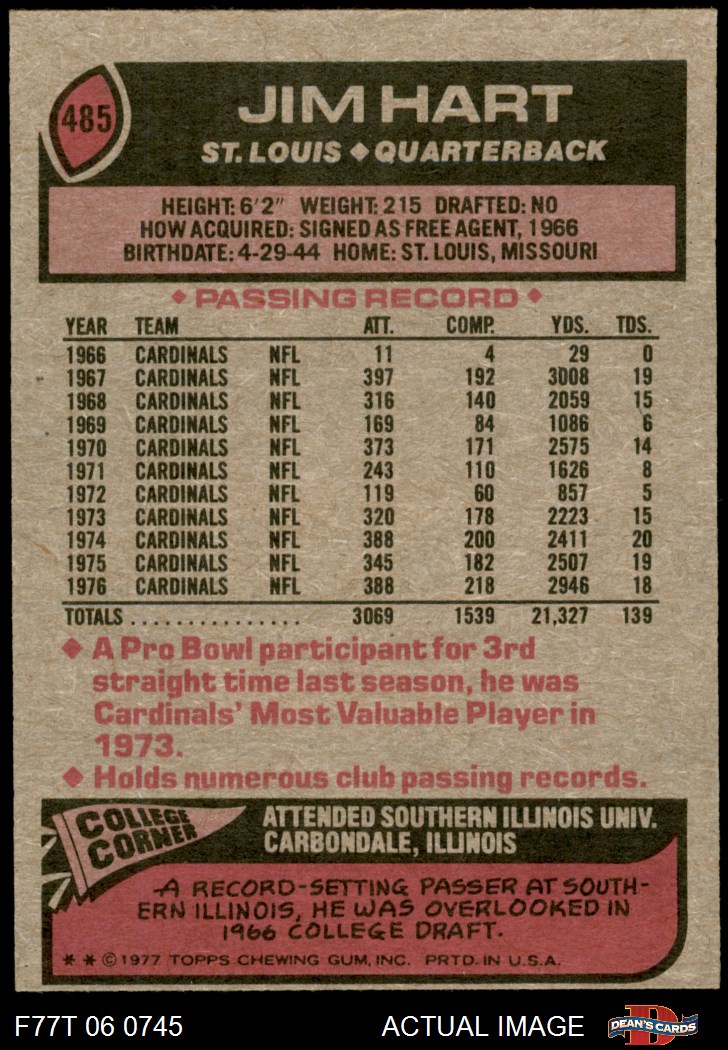 485
JIM HART
ST. LOUIS ◆ QUARTERBACK
HEIGHT: 6'2" WEIGHT: 215 DRAFTED: NO
HOW ACQUIRED: SIGNED AS FREE AGENT, 1966
BIRTHDATE: 4-29-44 HOME: ST. LOUIS, MISSOURI
◆ PASSING RECORD ◆
YEAR TEAM ATT. COMP. YDS. TDS.
1966 CARDINALS NFL 11 4 29 0
1967 CARDINALS NFL 397 192 3008 19
1968 CARDINALS NFL 316 140 2059 15
1969 CARDINALS NFL 169 84 1086 6
1970 CARDINALS NFL 373 171 2575 14
1971 CARDINALS NFL 243 110 1626 8
1972 CARDINALS NFL 119 60 857 5
1973 CARDINALS NFL 320 178 2223 15
1974 CARDINALS NFL 388 200 2411 20
1975 CARDINALS NFL 345 182 2507 19
1976 CARDINALS NFL 388 218 2946 18
TOTALS ............... 3069 1539 21,327 139
◆ A Pro Bowl participant for 3rd
straight time last season, he was
Cardinals' Most Valuable Player in
1973.
◆ Holds numerous club passing records.
COLLEGE
CORNER
ATTENDED SOUTHERN ILLINOIS UNIV.
CARBONDALE, ILLINOIS
A RECORD-SETTING PASSER AT SOUTH-
ERN ILLINOIS, HE WAS OVERLOOKED IN
1966 COLLEGE DRAFT.
* * © 1977 TOPPS CHEWING GUM, INC. PRTD. IN U.S.A.
F77T 06 0745 ACTUAL IMAGE
D
DEAN'S CARDS